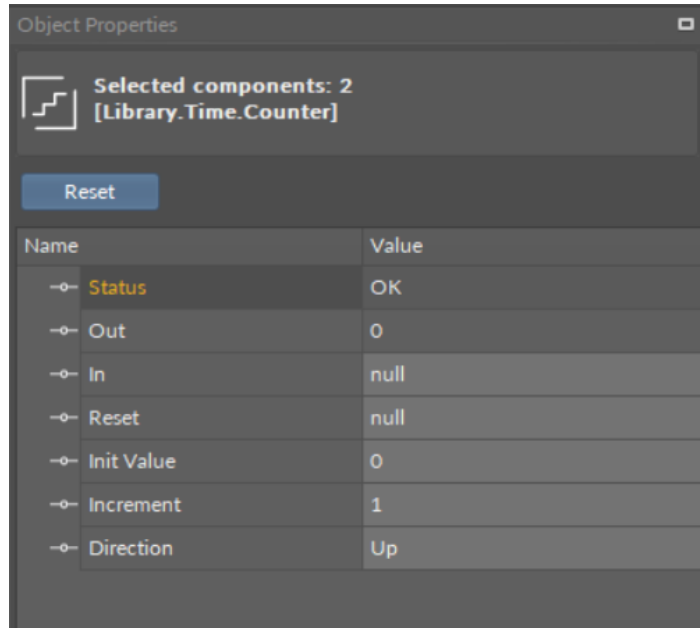 Object Properties
Selected components: 2
[Library.Time.Counter]
Reset
Name Value
Status OK
Out 0
In null
Reset null
Init Value 0
Increment 1
Direction Up